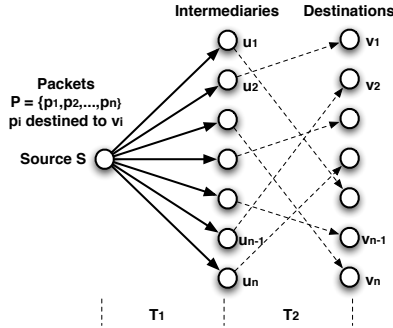 Intermediaries Destinations
u1
v1
u2
v2
Packets
P = {p1,p2,...,pn}
pi destined to vi
Source S
un-1
vn-1
un
vn
T1
T2